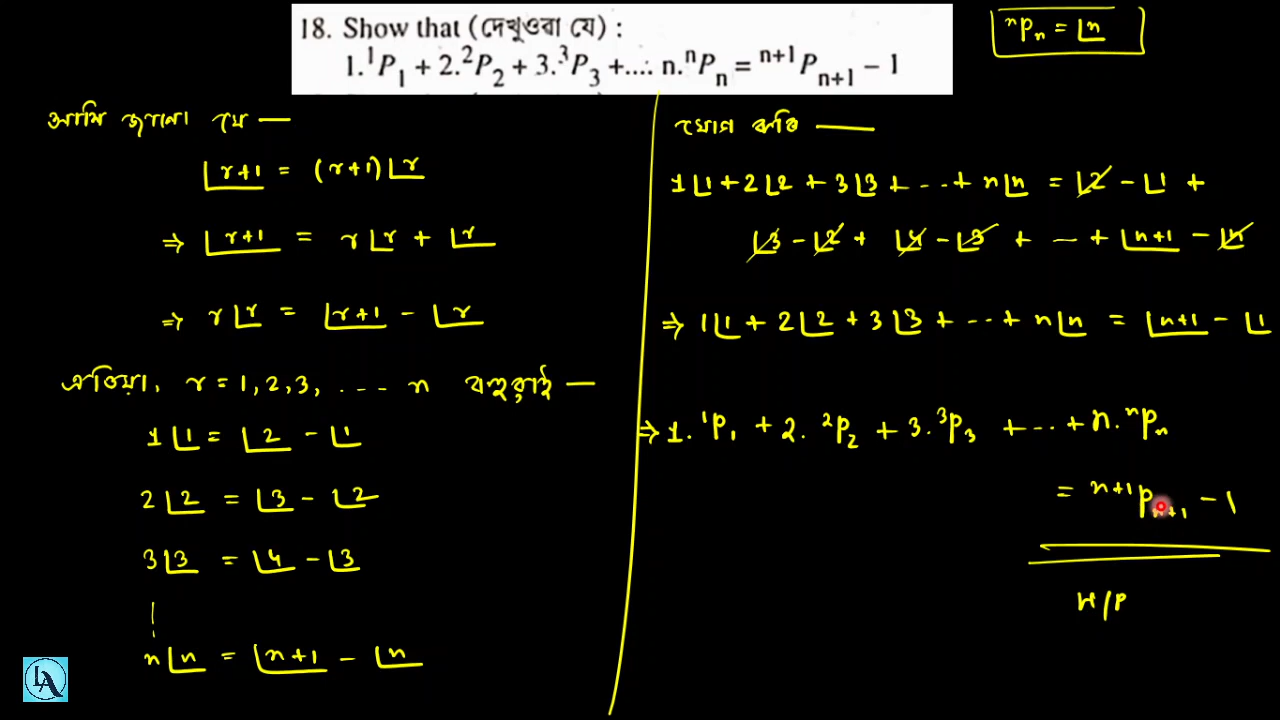 18. Show that (দেখুওৱা যে) :
1.¹P₁ + 2.²P₂ + 3.³P₃ +....: n.ⁿPₙ = ⁿ⁺¹Pₙ₊₁ − 1
ⁿPₙ = ∟n
আমি জানো যে —
∟r+1 = (r+1)∟r
⇒ ∟r+1 = r∟r + ∟r
⇒ r∟r = ∟r+1 − ∟r
এতিয়া, r = 1, 2, 3, .... n বহুৱাই —
1∟1 = ∟2 − ∟1
2∟2 = ∟3 − ∟2
3∟3 = ∟4 − ∟3
n∟n = ∟n+1 − ∟n
যোগ কৰি —
1∟1 + 2∟2 + 3∟3 + ... + n∟n = ∟2 − ∟1 +
∟3 − ∟2 + ∟4 − ∟3 + ... + ∟n+1 − ∟n
⇒ 1∟1 + 2∟2 + 3∟3 + ... + n∟n = ∟n+1 − ∟1
⇒ 1.¹P₁ + 2.²P₂ + 3.³P₃ + ... + n.ⁿPₙ
= ⁿ⁺¹Pₙ₊₁ − 1
H/P
LA